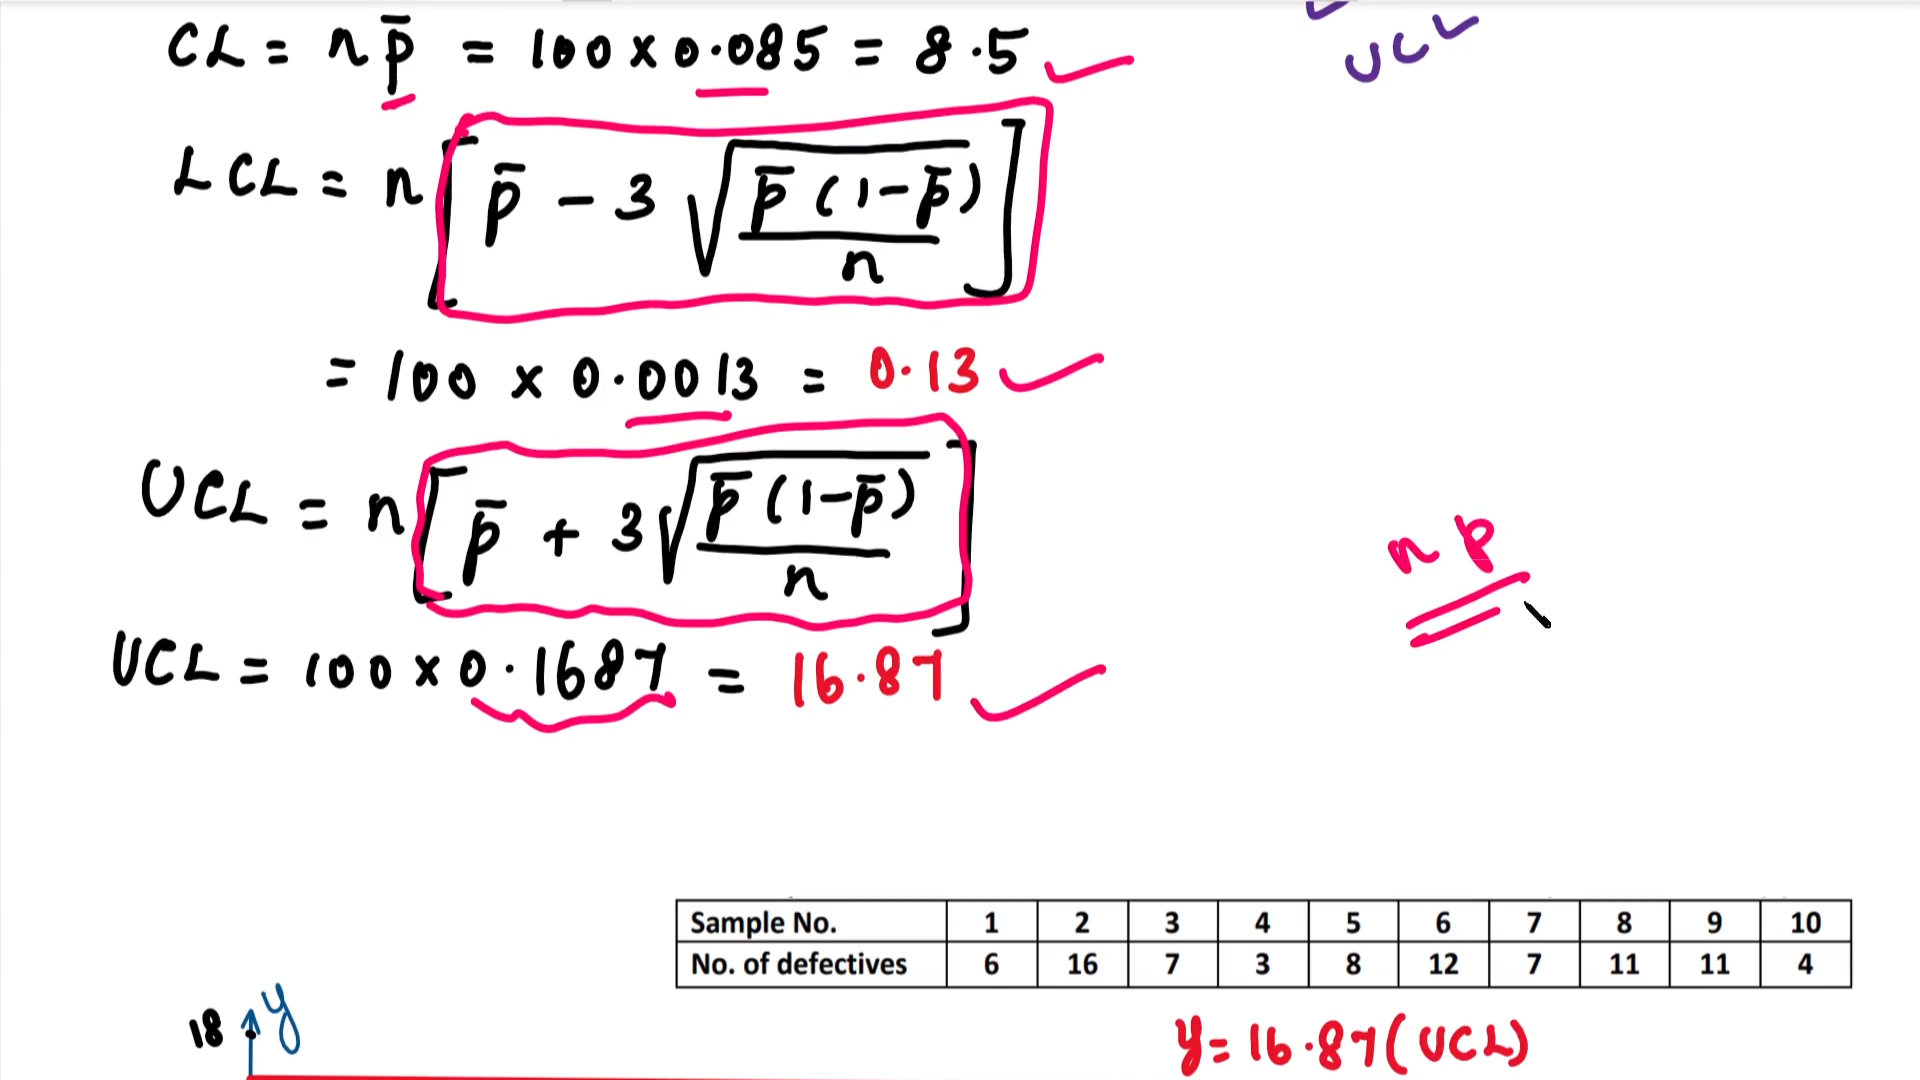 CL = n p̄ = 100 x 0.085 = 8.5
UCL
LCL = n [ p̄ - 3 √( p̄ (1-p̄) / n ) ]
= 100 x 0.0013 = 0.13
UCL = n [ p̄ + 3 √( p̄ (1-p̄) / n ) ]
np
UCL = 100 x 0.1687 = 16.87
Sample No. 1 2 3 4 5 6 7 8 9 10
No. of defectives 6 16 7 3 8 12 7 11 11 4
18 y
y = 16.87 (UCL)